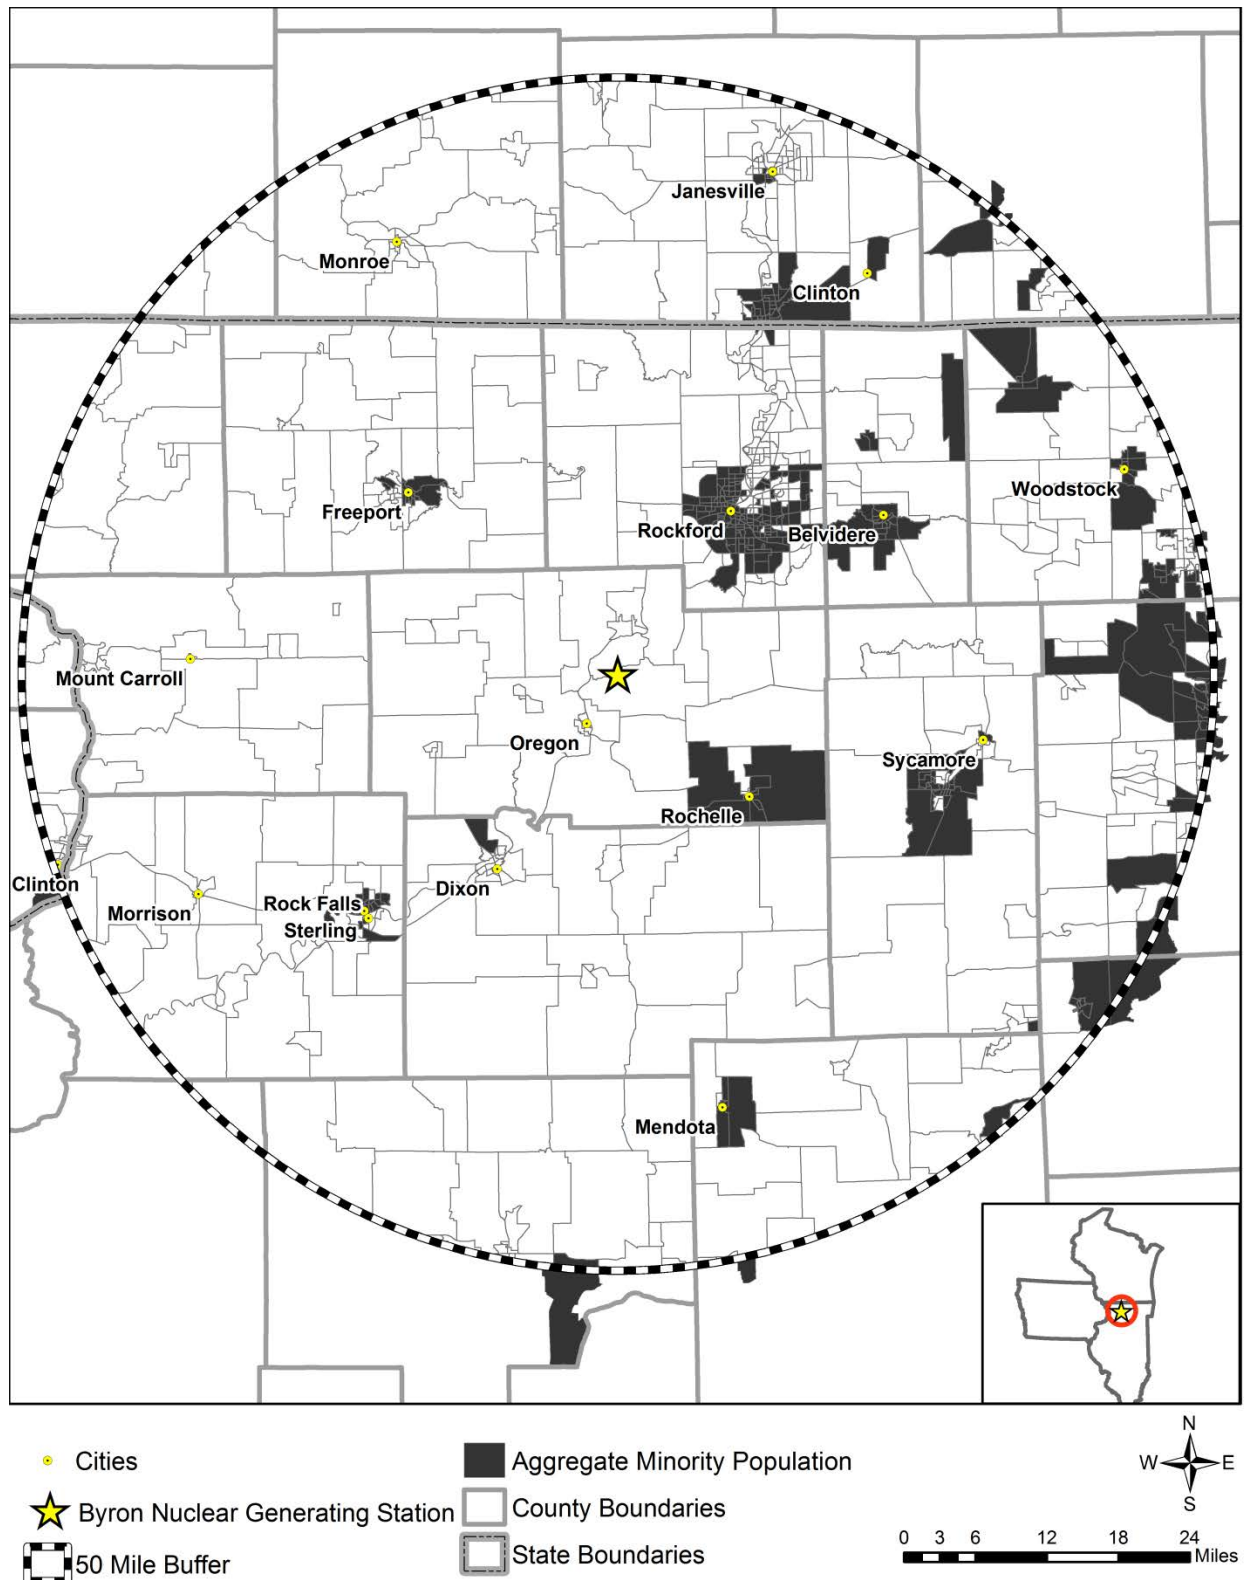 Janesville
Monroe
Clinton
Woodstock
Freeport
Rockford
Belvidere
Mount Carroll
Oregon
Sycamore
Rochelle
Clinton
Dixon
Morrison
Rock Falls
Sterling
Mendota
Cities
Byron Nuclear Generating Station
50 Mile Buffer
Aggregate Minority Population
County Boundaries
State Boundaries
N
W E
S
0 3 6 12 18 24
Miles